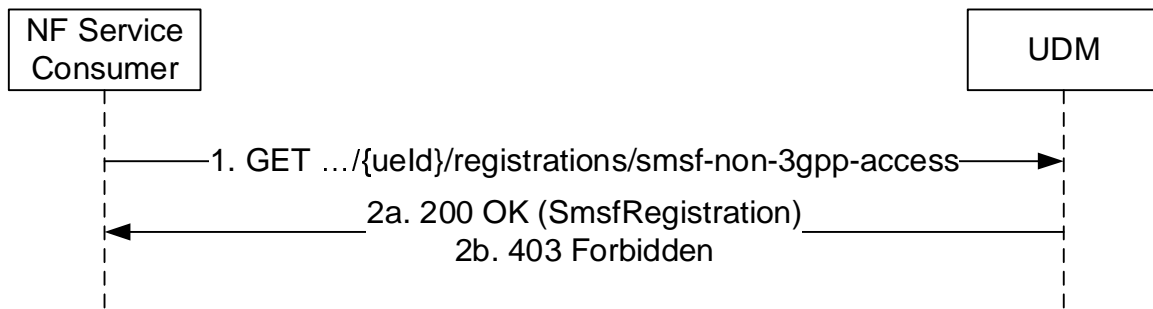 NF Service
Consumer
UDM
1. GET …/{ueId}/registrations/smsf-non-3gpp-access
2a. 200 OK (SmsfRegistration)
2b. 403 Forbidden